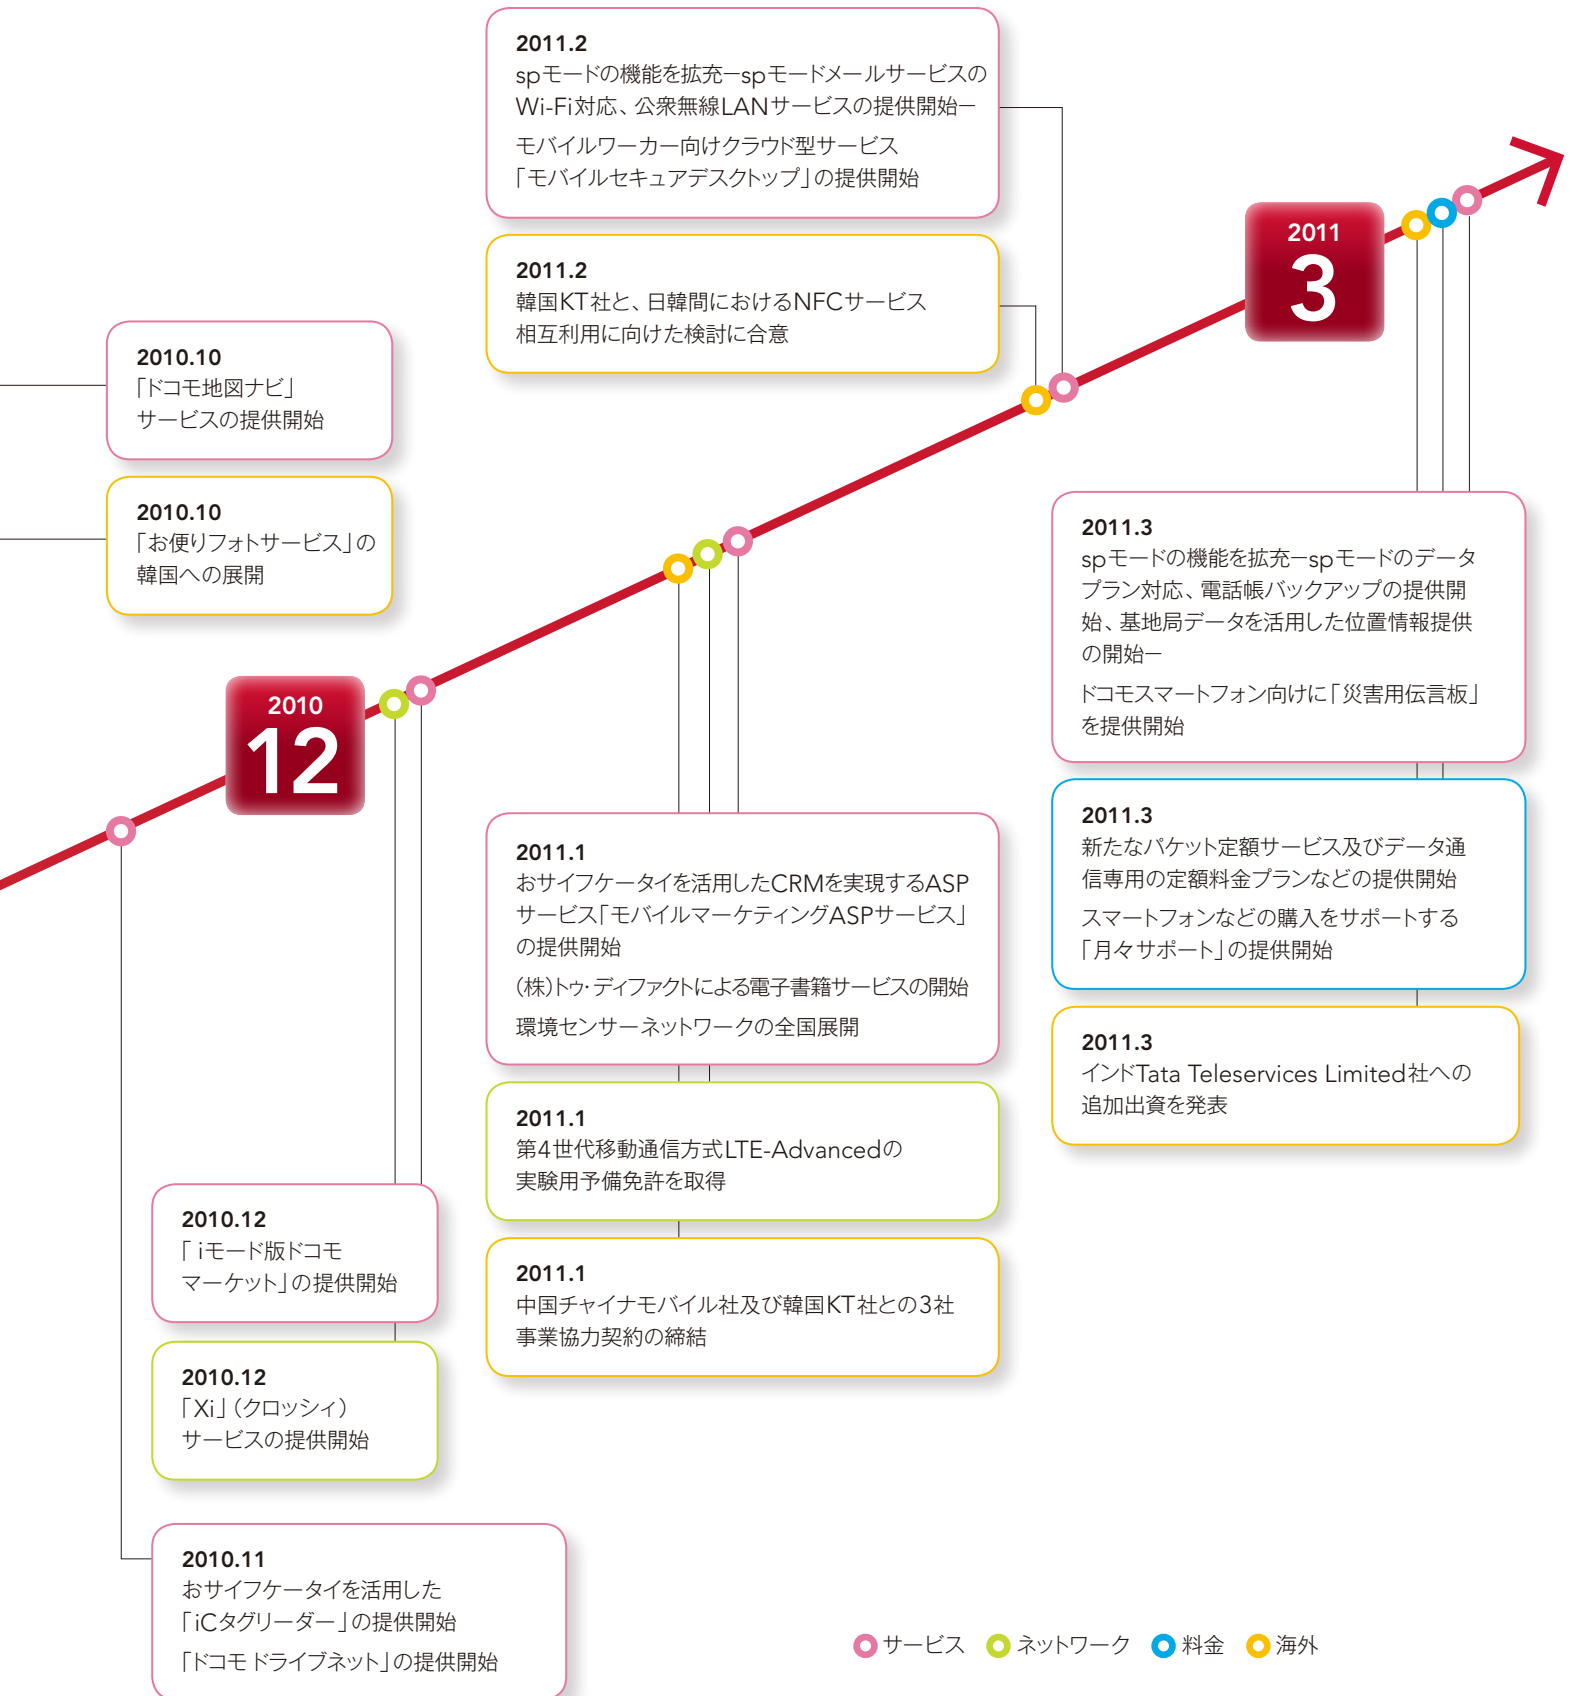 2010.10
「ドコモ地図ナビ」
サービスの提供開始
2010.10
「お便りフォトサービス」の
韓国への展開
2011.2
spモードの機能を拡充ーspモードメールサービスの
Wi-Fi対応、公衆無線LANサービスの提供開始ー
モバイルワーカー向けクラウド型サービス
「モバイルセキュアデスクトップ」の提供開始
2011.2
韓国KT社と、日韓間におけるNFCサービス
相互利用に向けた検討に合意
2011
3
2011.3
spモードの機能を拡充ーspモードのデータ
プラン対応、電話帳バックアップの提供開
始、基地局データを活用した位置情報提供
の開始ー
ドコモスマートフォン向けに「災害用伝言板」
を提供開始
2011.3
新たなパケット定額サービス及びデータ通
信専用の定額料金プランなどの提供開始
スマートフォンなどの購入をサポートする
「月々サポート」の提供開始
2011.3
インドTata Teleservices Limited社への
追加出資を発表
2010
12
2011.1
おサイフケータイを活用したCRMを実現するASP
サービス「モバイルマーケティングASPサービス」
の提供開始
(株)トゥ・ディファクトによる電子書籍サービスの開始
環境センサーネットワークの全国展開
2011.1
第4世代移動通信方式LTE-Advancedの
実験用予備免許を取得
2011.1
中国チャイナモバイル社及び韓国KT社との3社
事業協力契約の締結
2010.12
「iモード版ドコモ
マーケット」の提供開始
2010.12
「Xi」(クロッシィ)
サービスの提供開始
2010.11
おサイフケータイを活用した
「iCタグリーダー」の提供開始
「ドコモ ドライブネット」の提供開始
サービス ネットワーク 料金 海外